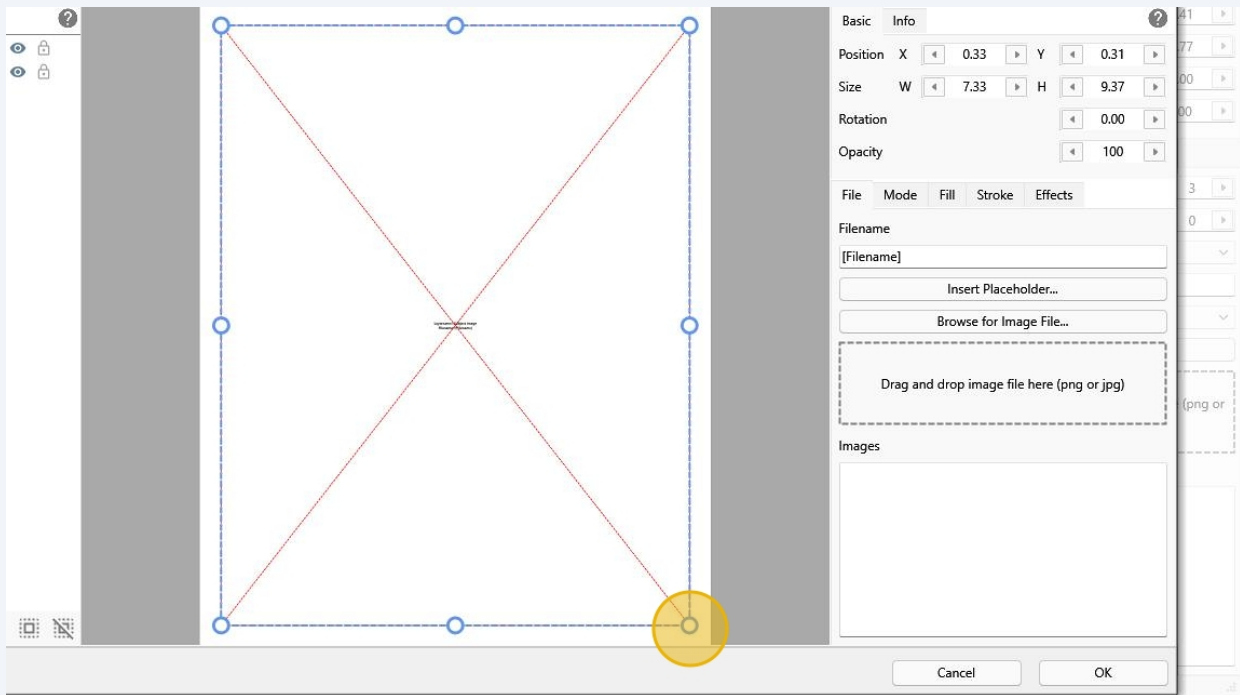 ?
Basic Info ?
41
Position X 0.33 Y 0.31
77
Size W 7.33 H 9.37
00
Rotation 0.00
00
Opacity 100
File Mode Fill Stroke Effects
3
0
Filename
[Filename]
Insert Placeholder...
Browse for Image File...
Drag and drop image file here (png or jpg)
(png or
Images
Cancel OK